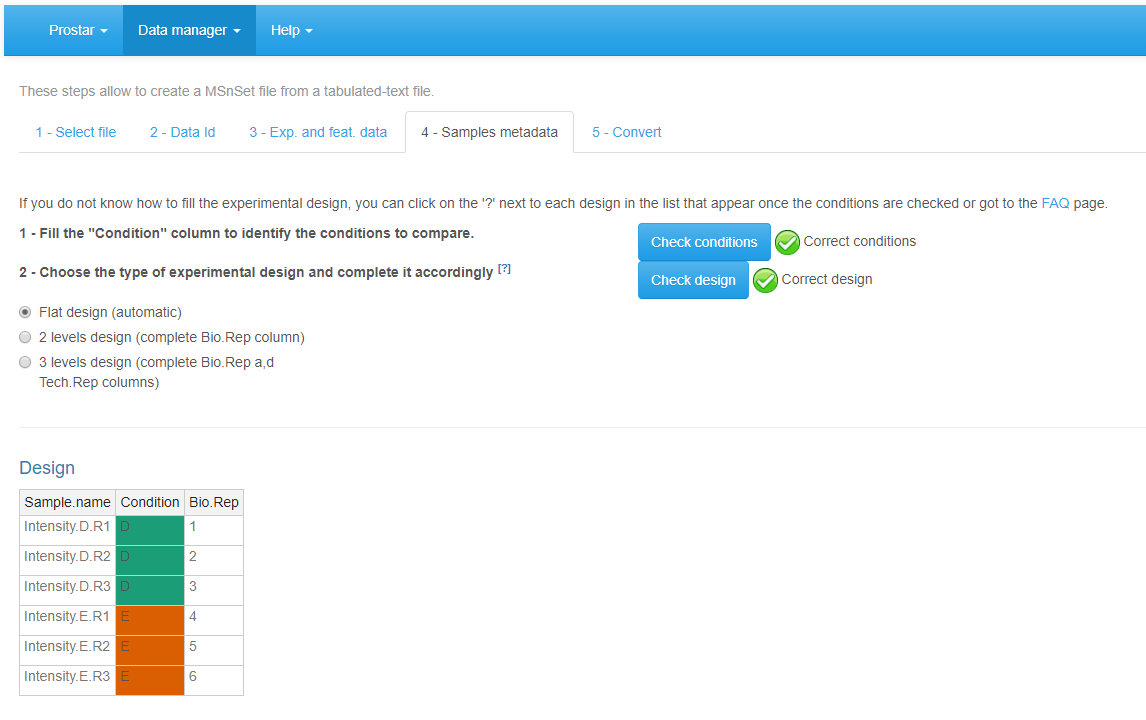 Prostar Data manager Help
These steps allow to create a MSnSet file from a tabulated-text file.
1 - Select file 2 - Data Id 3 - Exp. and feat. data 4 - Samples metadata 5 - Convert
If you do not know how to fill the experimental design, you can click on the '?' next to each design in the list that appear once the conditions are checked or got to the FAQ page.
1 - Fill the "Condition" column to identify the conditions to compare.
Check conditions Correct conditions
2 - Choose the type of experimental design and complete it accordingly [?]
Check design Correct design
Flat design (automatic)
2 levels design (complete Bio.Rep column)
3 levels design (complete Bio.Rep a,d
Tech.Rep columns)
Design
Sample.name Condition Bio.Rep
Intensity.D.R1 D 1
Intensity.D.R2 D 2
Intensity.D.R3 D 3
Intensity.E.R1 E 4
Intensity.E.R2 E 5
Intensity.E.R3 E 6